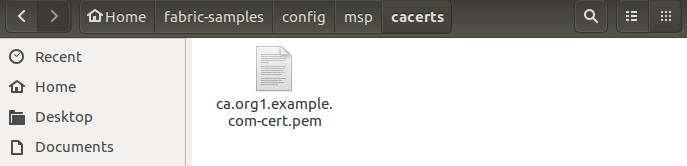 Home fabric-samples config msp cacerts
Recent
Home
Desktop
Documents
ca.org1.example.
com-cert.pem